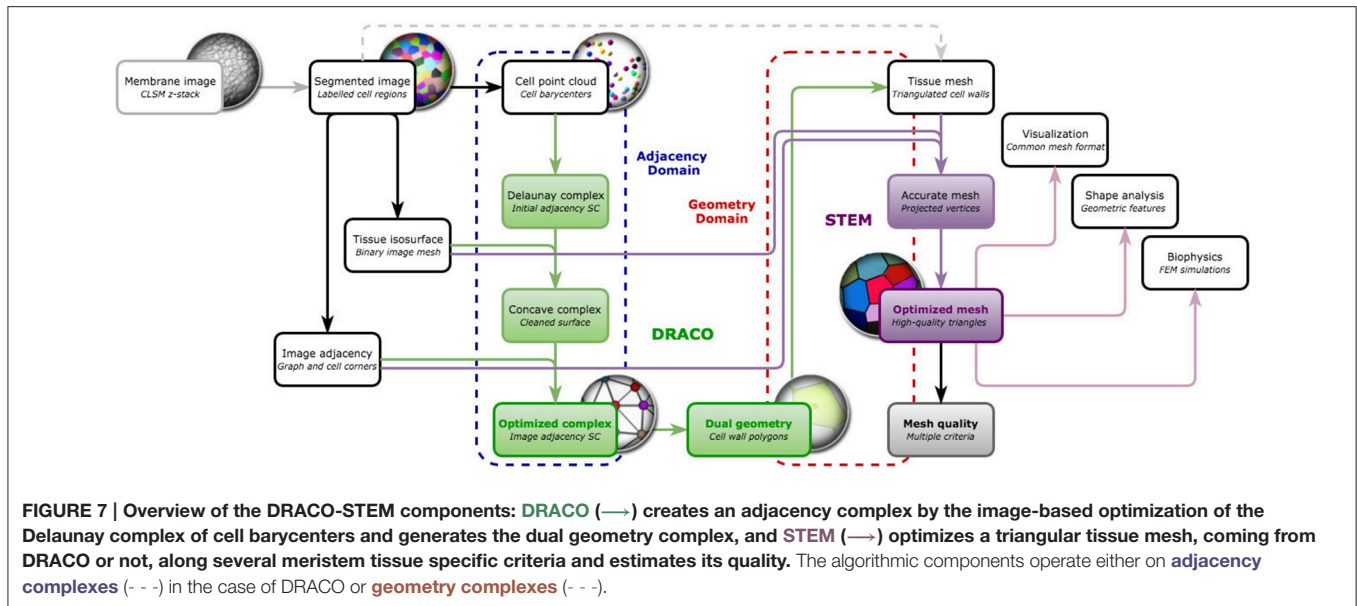 Membrane image
CLSM z-stack
Segmented image
Labelled cell regions
Cell point cloud
Cell barycenters
Tissue mesh
Triangulated cell walls
Visualization
Common mesh format
Adjacency
Domain
Delaunay complex
Initial adjacency SC
Geometry
Domain
STEM
Accurate mesh
Projected vertices
Shape analysis
Geometric features
Tissue isosurface
Binary image mesh
Biophysics
FEM simulations
Concave complex
Cleaned surface
DRACO
Optimized mesh
High-quality triangles
Image adjacency
Graph and cell corners
Optimized complex
Image adjacency SC
Dual geometry
Cell wall polygons
Mesh quality
Multiple criteria
FIGURE 7 | Overview of the DRACO-STEM components: DRACO (⟶) creates an adjacency complex by the image-based optimization of the
Delaunay complex of cell barycenters and generates the dual geometry complex, and STEM (⟶) optimizes a triangular tissue mesh, coming from
DRACO or not, along several meristem tissue specific criteria and estimates its quality. The algorithmic components operate either on adjacency
complexes (- - -) in the case of DRACO or geometry complexes (- - -).